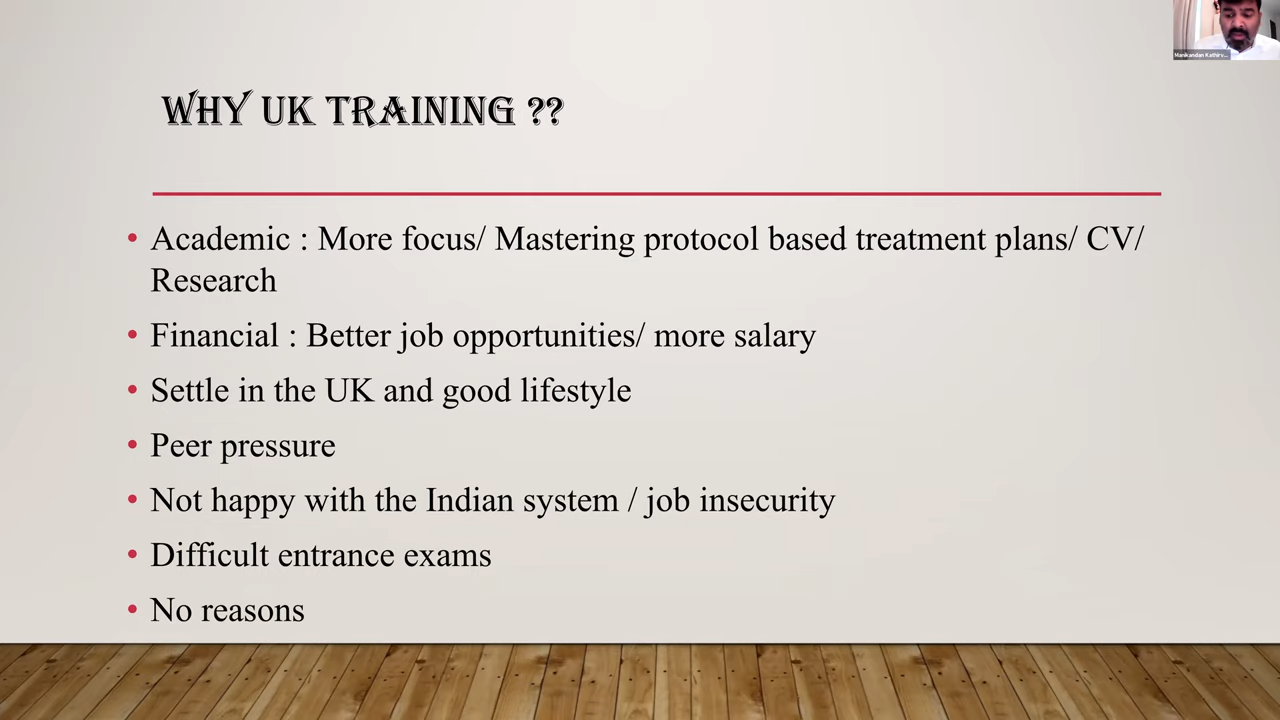 Manikandan Kathirv...
WHY UK TRAINING ??
• Academic : More focus/ Mastering protocol based treatment plans/ CV/
Research
• Financial : Better job opportunities/ more salary
• Settle in the UK and good lifestyle
• Peer pressure
• Not happy with the Indian system / job insecurity
• Difficult entrance exams
• No reasons